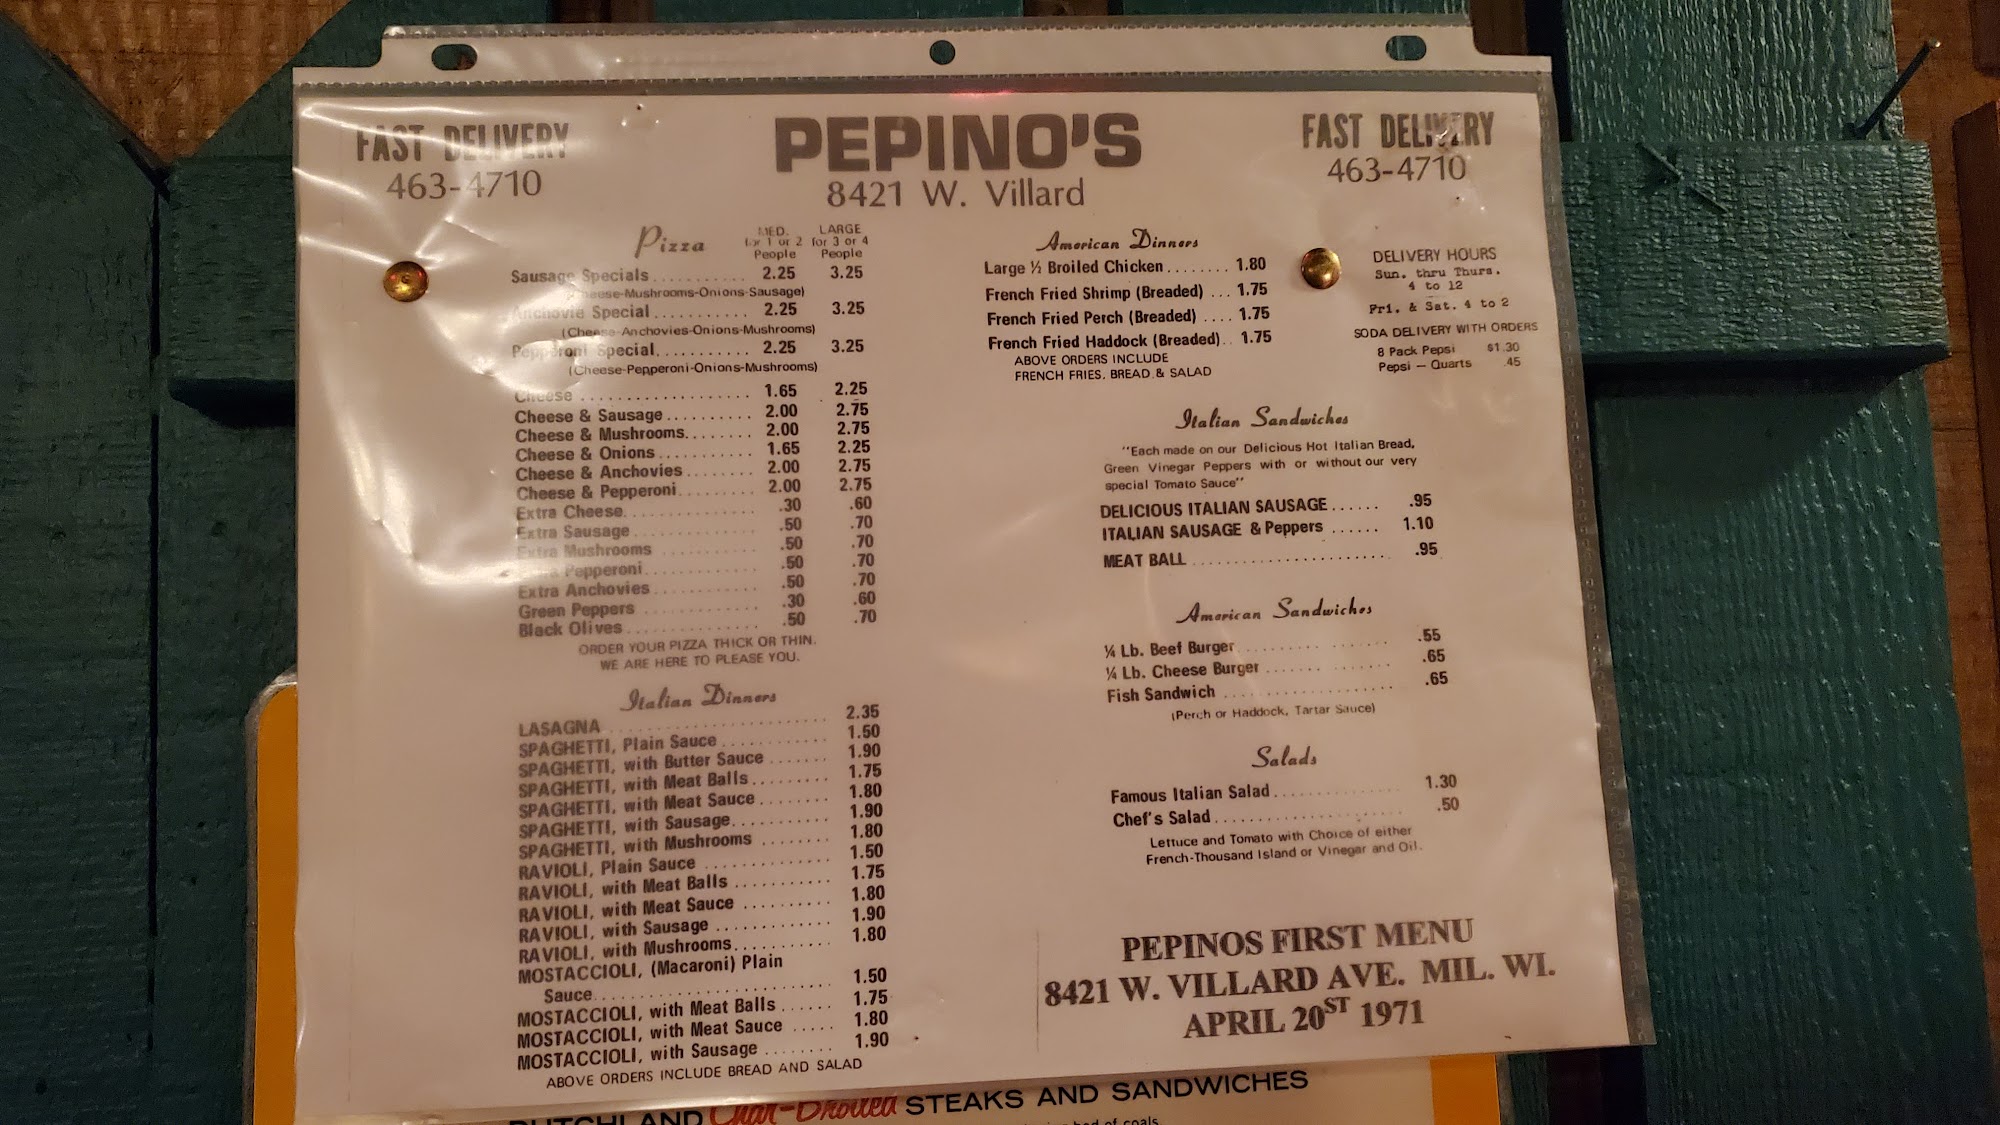 FAST DELIVERY
463-4710
PEPINO'S
8421 W. Villard
FAST DELIVERY
463-4710
Pizza
MED. LARGE
for 1 or 2 for 3 or 4
People People
Sausage Specials 2.25 3.25
(Cheese-Mushrooms-Onions-Sausage)
Anchovie Special 2.25 3.25
(Cheese-Anchovies-Onions-Mushrooms)
Pepperoni Special 2.25 3.25
(Cheese-Pepperoni-Onions-Mushrooms)
Cheese 1.65 2.25
Cheese & Sausage 2.00 2.75
Cheese & Mushrooms 2.00 2.75
Cheese & Onions 1.65 2.25
Cheese & Anchovies 2.00 2.75
Cheese & Pepperoni 2.00 2.75
Extra Cheese .30 .60
Extra Sausage .50 .70
Extra Mushrooms .50 .70
Extra Pepperoni .50 .70
Extra Anchovies .50 .70
Green Peppers .30 .60
Black Olives .50 .70
ORDER YOUR PIZZA THICK OR THIN.
WE ARE HERE TO PLEASE YOU.
Italian Dinners
LASAGNA 2.35
SPAGHETTI, Plain Sauce 1.50
SPAGHETTI, with Butter Sauce 1.90
SPAGHETTI, with Meat Balls 1.75
SPAGHETTI, with Meat Sauce 1.80
SPAGHETTI, with Sausage 1.90
SPAGHETTI, with Mushrooms 1.80
RAVIOLI, Plain Sauce 1.50
RAVIOLI, with Meat Balls 1.75
RAVIOLI, with Meat Sauce 1.80
RAVIOLI, with Sausage 1.90
RAVIOLI, with Mushrooms 1.80
MOSTACCIOLI, (Macaroni) Plain
Sauce 1.50
MOSTACCIOLI, with Meat Balls 1.75
MOSTACCIOLI, with Meat Sauce 1.80
MOSTACCIOLI, with Sausage 1.90
ABOVE ORDERS INCLUDE BREAD AND SALAD
American Dinners
Large ½ Broiled Chicken 1.80
French Fried Shrimp (Breaded) 1.75
French Fried Perch (Breaded) 1.75
French Fried Haddock (Breaded) 1.75
ABOVE ORDERS INCLUDE
FRENCH FRIES, BREAD & SALAD
DELIVERY HOURS
Sun. thru Thurs.
4 to 12
Fri. & Sat. 4 to 2
SODA DELIVERY WITH ORDERS
8 Pack Pepsi $1.30
Pepsi — Quarts .45
Italian Sandwiches
"Each made on our Delicious Hot Italian Bread,
Green Vinegar Peppers with or without our very
special Tomato Sauce"
DELICIOUS ITALIAN SAUSAGE .95
ITALIAN SAUSAGE & Peppers 1.10
MEAT BALL .95
American Sandwiches
¼ Lb. Beef Burger .55
¼ Lb. Cheese Burger .65
Fish Sandwich .65
(Perch or Haddock, Tartar Sauce)
Salads
Famous Italian Salad 1.30
Chef's Salad .50
Lettuce and Tomato with Choice of either
French-Thousand Island or Vinegar and Oil.
PEPINOS FIRST MENU
8421 W. VILLARD AVE. MIL. WI.
APRIL 20ST 1971
DUTCHLAND Char-Broiled STEAKS AND SANDWICHES
bed of coals